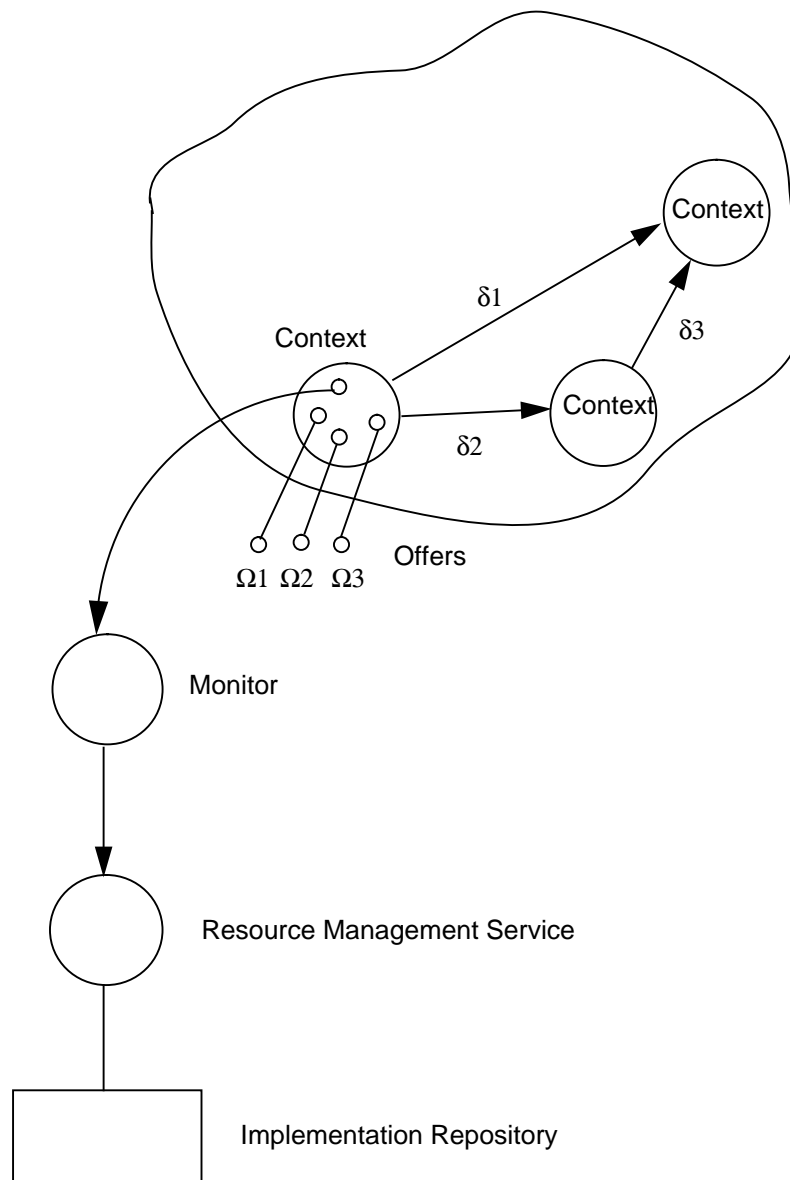 Context
δ1
Context
δ3
Context
δ2
Offers
Ω1 Ω2 Ω3
Monitor
Resource Management Service
Implementation Repository